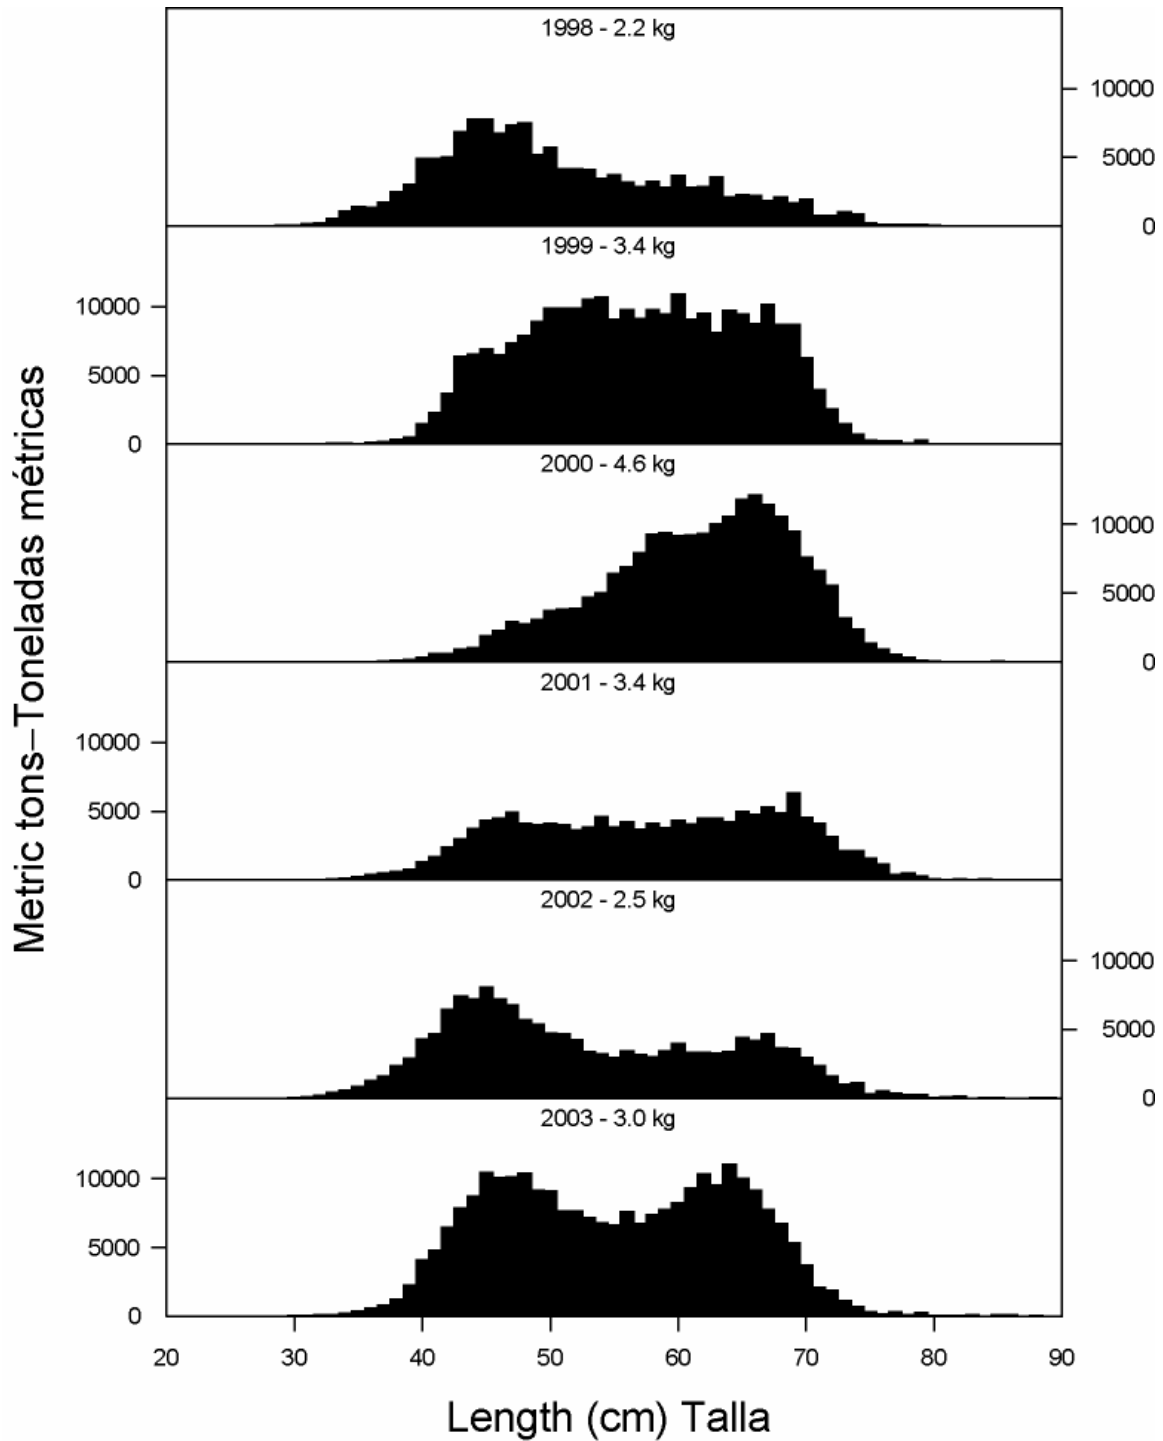 1998 - 2.2 kg
10000
5000
0
1999 - 3.4 kg
10000
5000
0
2000 - 4.6 kg
10000
5000
0
2001 - 3.4 kg
10000
5000
0
2002 - 2.5 kg
10000
5000
0
2003 - 3.0 kg
10000
5000
0
Metric tons–Toneladas métricas
20 30 40 50 60 70 80 90
Length (cm) Talla